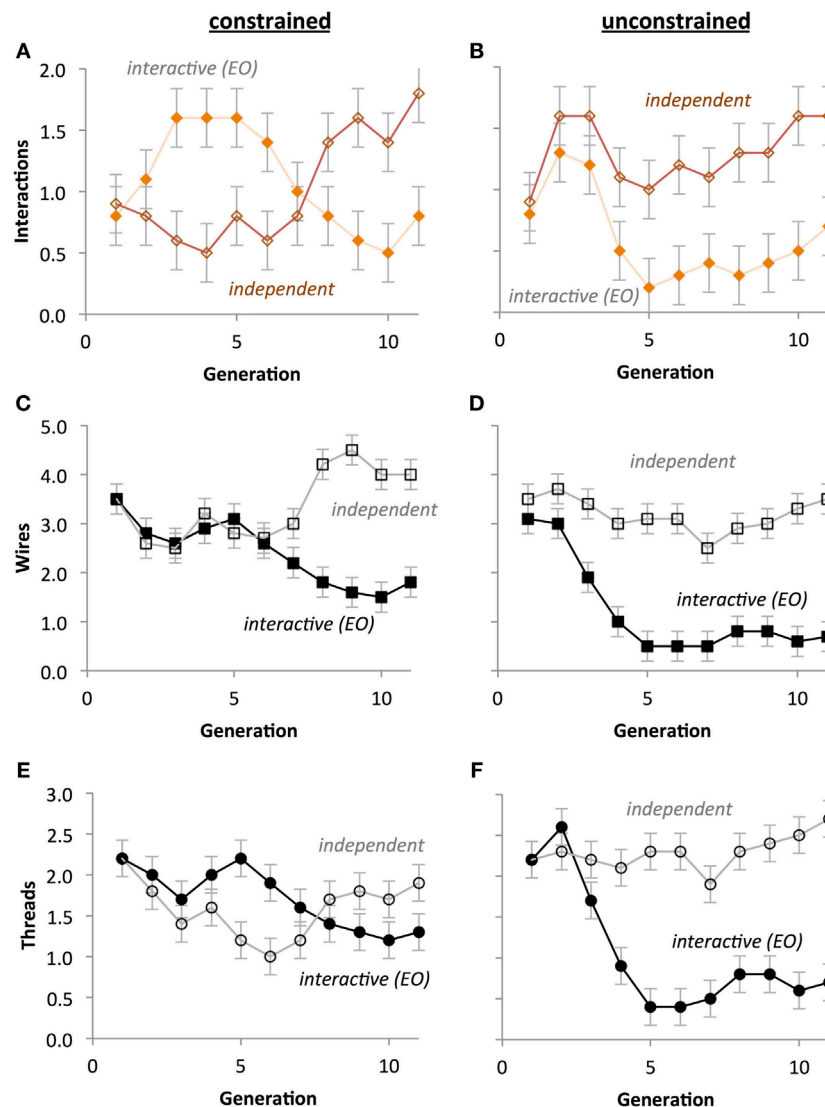 constrained
unconstrained
A
interactive (EO)
2.0
1.5
1.0
0.5
0.0
Interactions
independent
0
5
10
Generation
B
independent
interactive (EO)
0
5
10
Generation
C
5.0
4.0
3.0
2.0
1.0
0.0
Wires
independent
interactive (EO)
0
5
10
Generation
D
independent
interactive (EO)
0
5
10
Generation
E
3.0
2.5
2.0
1.5
1.0
0.5
0.0
Threads
independent
interactive (EO)
0
5
10
Generation
F
independent
interactive (EO)
0
5
10
Generation